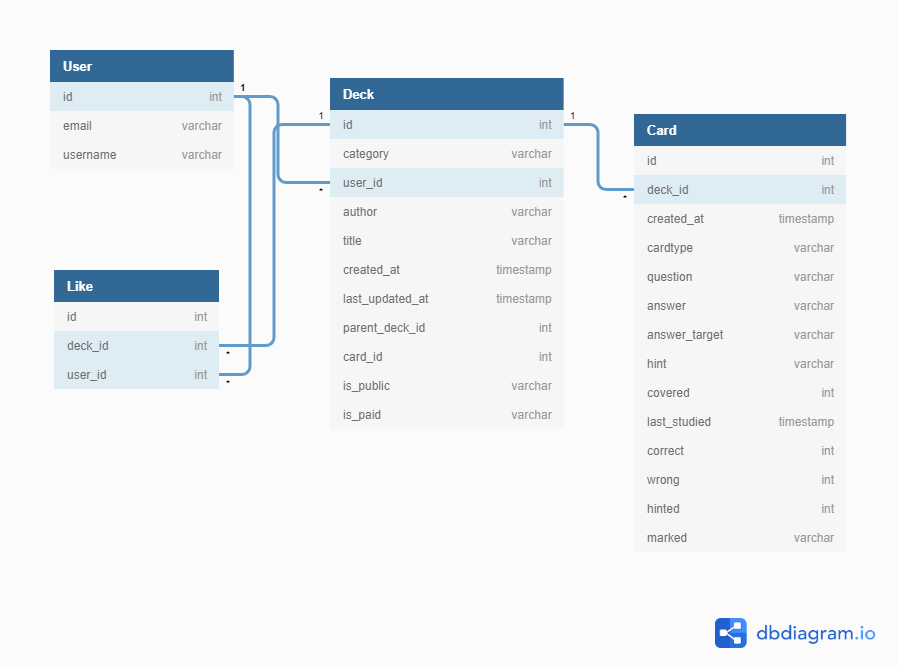 User
id int
email varchar
username varchar
1
Like
id int
deck_id int
user_id int
*
*
1
*
Deck
id int
category varchar
user_id int
author varchar
title varchar
created_at timestamp
last_updated_at timestamp
parent_deck_id int
card_id int
is_public varchar
is_paid varchar
1
*
Card
id int
deck_id int
created_at timestamp
cardtype varchar
question varchar
answer varchar
answer_target varchar
hint varchar
covered int
last_studied timestamp
correct int
wrong int
hinted int
marked varchar
dbdiagram.io